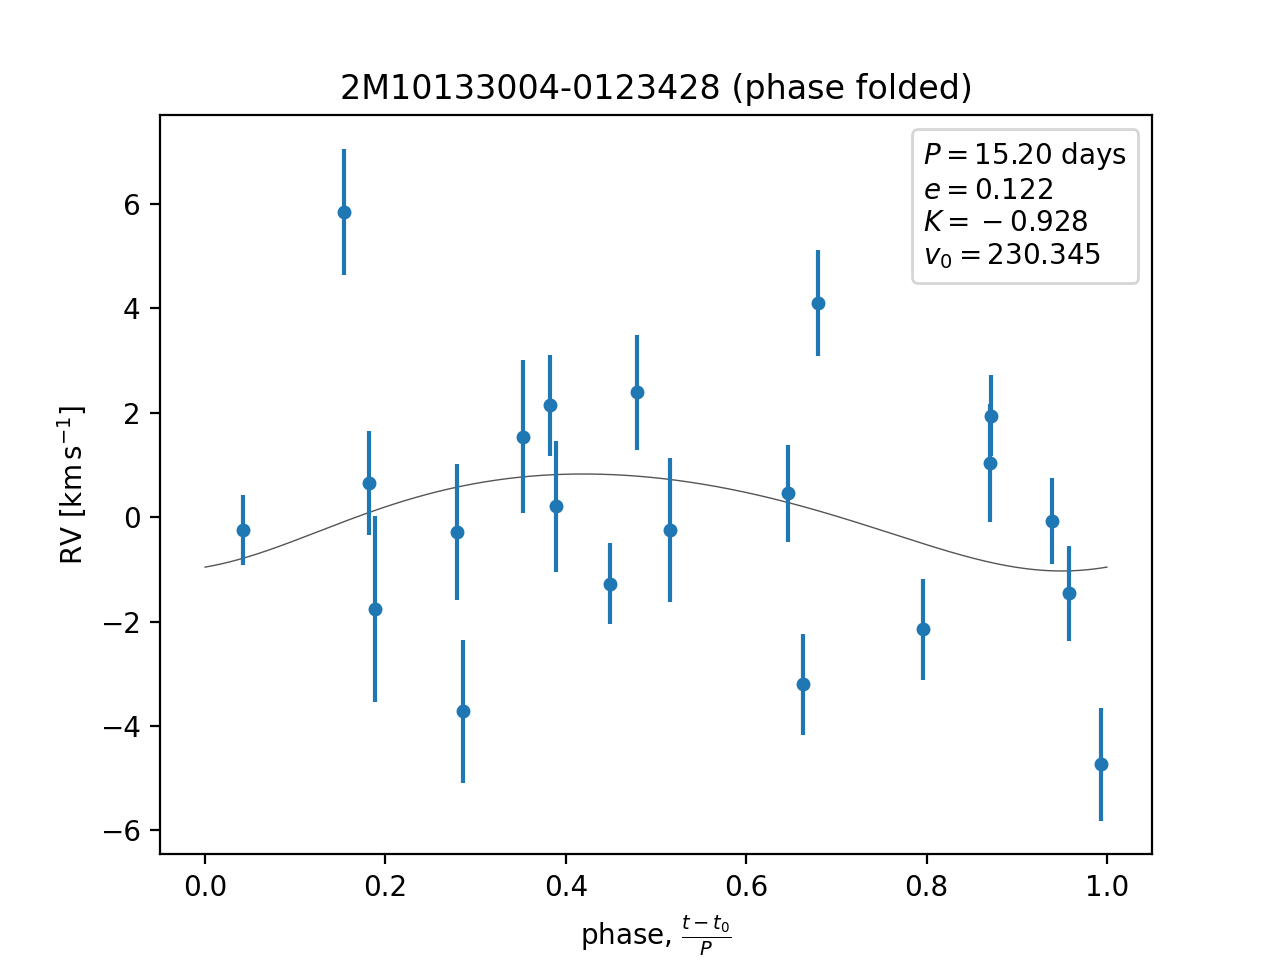 2M10133004-0123428 (phase folded)
P = 15.20 days
e = 0.122
K = −0.928
v₀ = 230.345
6
4
2
0
−2
−4
−6
RV [km s⁻¹]
0.0 0.2 0.4 0.6 0.8 1.0
phase, (t − t₀)/P